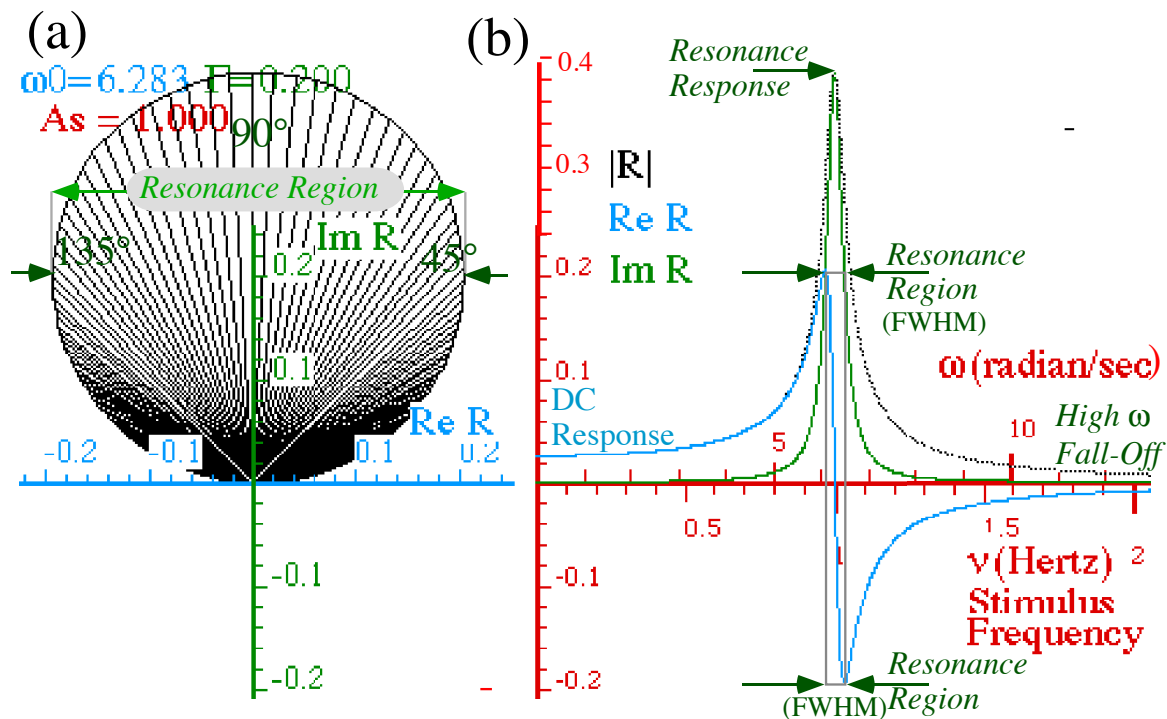 (a)
ω0=6.283 Γ=0.200
As = 1.000
90°
Resonance Region
135°
45°
Im R
0.2
0.1
Re R
-0.2
-0.1
0.1
0.2
-0.1
-0.2
(b)
0.4
0.3
0.2
0.1
-0.1
-0.2
Resonance
Response
|R|
Re R
Im R
Resonance
Region
(FWHM)
ω (radian/sec)
DC
Response
5
10
High ω
Fall-Off
0.5
1
1.5
2
ν (Hertz)
Stimulus
Frequency
Resonance
Region
(FWHM)